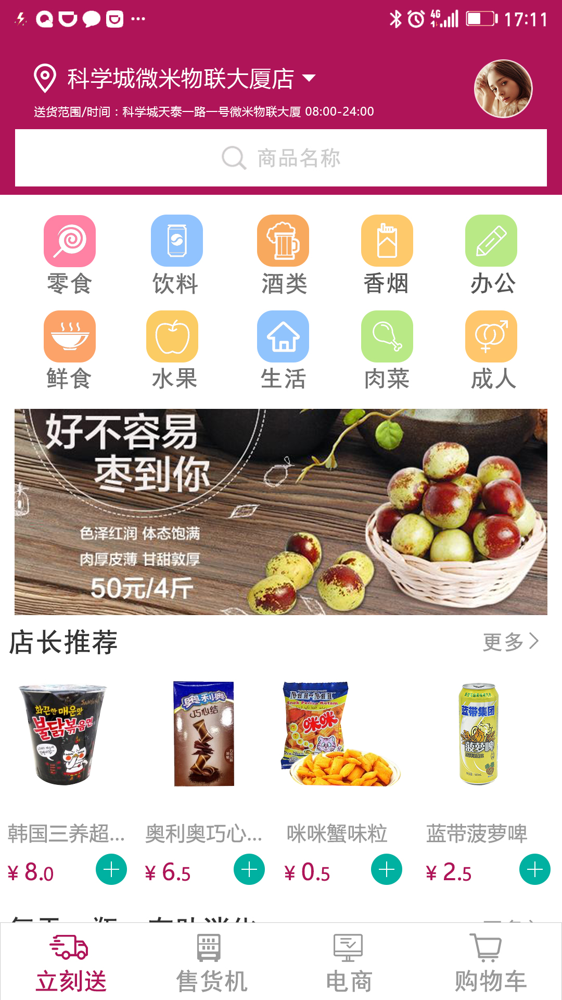 4G
17:11
科学城微米物联大厦店
送货范围/时间：科学城天泰一路一号微米物联大厦 08:00-24:00
商品名称
零食 饮料 酒类 香烟 办公
鲜食 水果 生活 肉菜 成人
好不容易
枣到你
色泽红润 体态饱满
肉厚皮薄 甘甜敦厚
50元/4斤
店长推荐 更多
화끈한 매운맛
불닭볶음면
奥利奥
巧心结
Snek Perisa Ketam
咪咪
蓝带集团
菠萝啤
韩国三养超... 奥利奥巧心... 咪咪蟹味粒 蓝带菠萝啤
¥ 8.0 ¥ 6.5 ¥ 0.5 ¥ 2.5
立刻送 售货机 电商 购物车